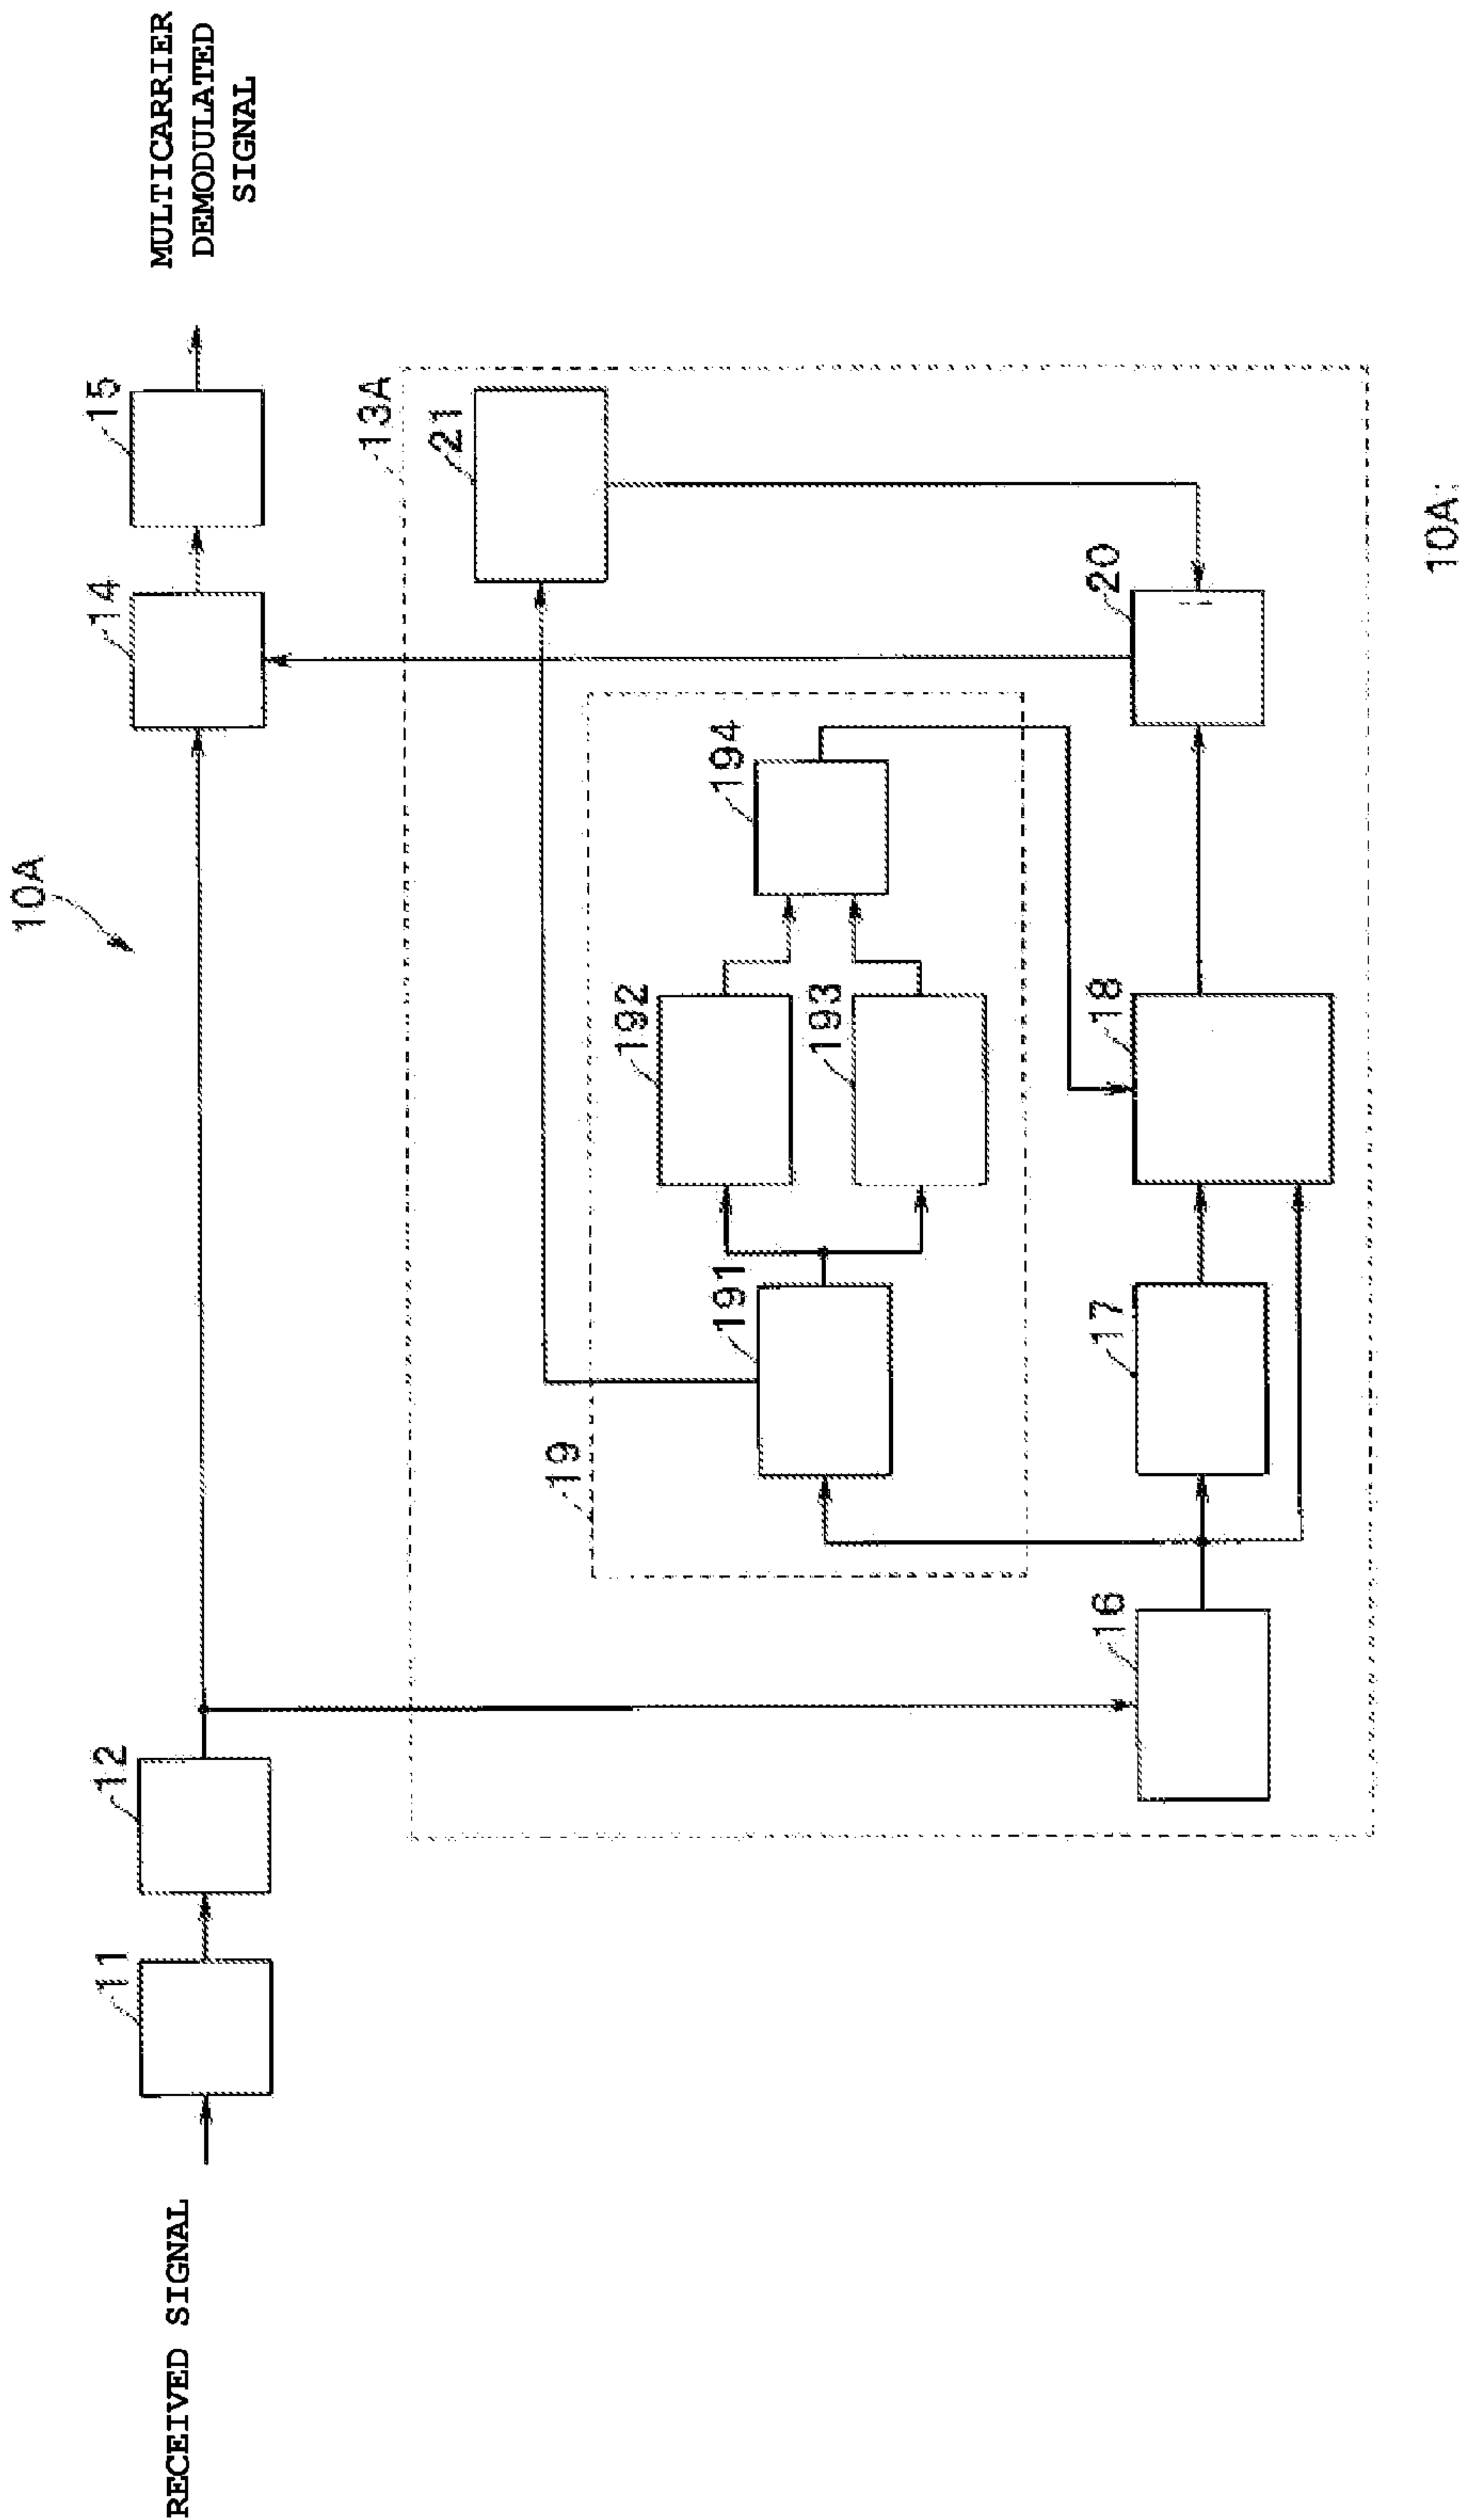 10A
RECEIVED SIGNAL
11
12
14
15
MULTICARRIER
DEMODULATED
SIGNAL
13A
21
19
191
192
193
194
16
17
18
20
10A